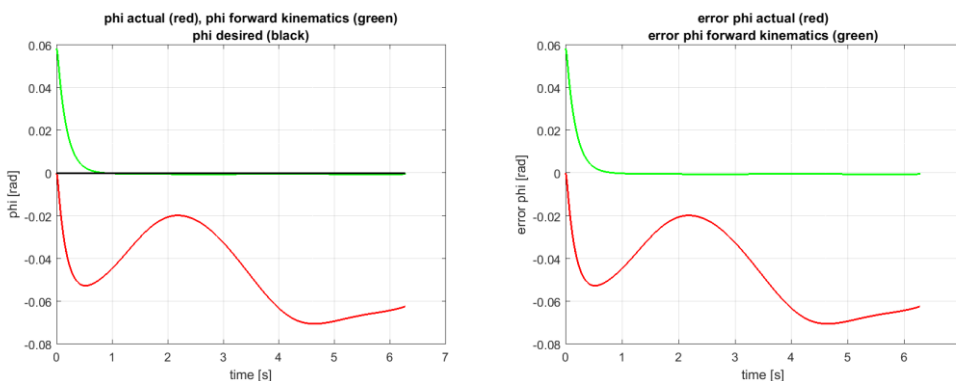 phi actual (red), phi forward kinematics (green)
phi desired (black)
0.06
0.04
0.02
0
-0.02
-0.04
-0.06
-0.08
phi [rad]
0 1 2 3 4 5 6 7
time [s]
error phi actual (red)
error phi forward kinematics (green)
0.06
0.04
0.02
0
-0.02
-0.04
-0.06
-0.08
error phi [rad]
0 1 2 3 4 5 6
time [s]